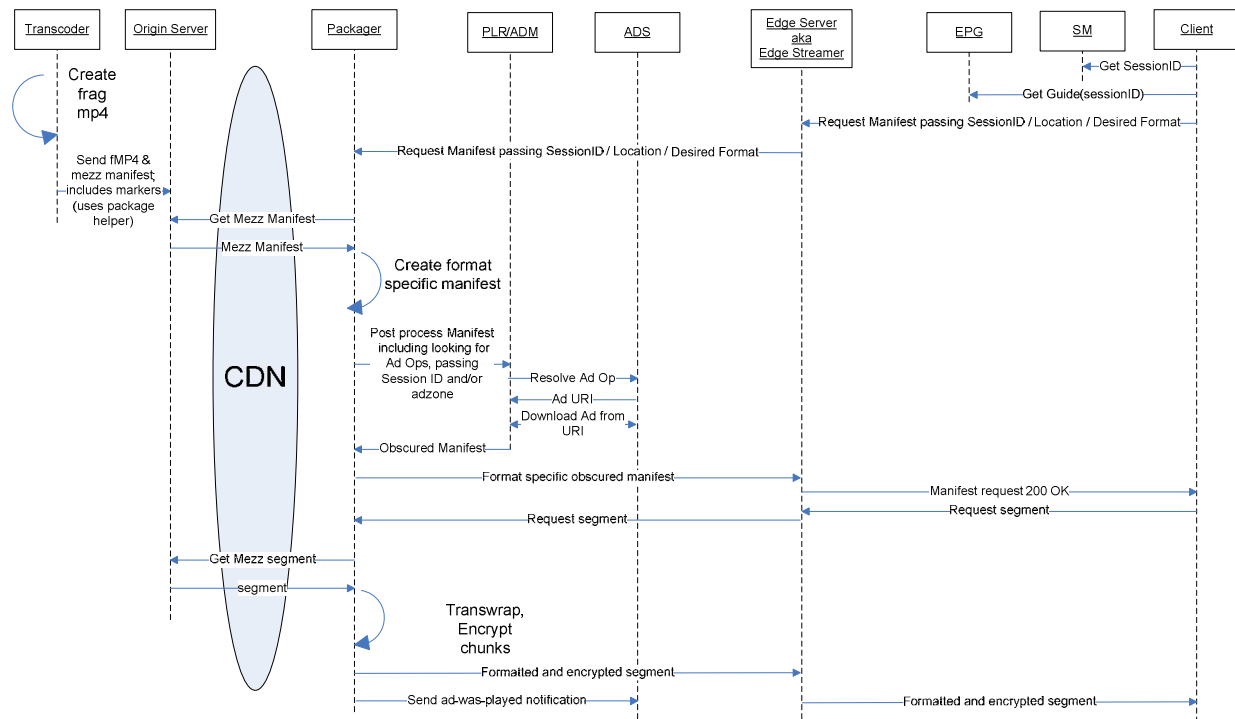 Transcoder
Origin Server
Packager
PLR/ADM
ADS
Edge Server
aka
Edge Streamer
EPG
SM
Client
Get SessionID
Create
frag
mp4
Get Guide(sessionID)
Request Manifest passing SessionID / Location / Desired Format
Request Manifest passing SessionID / Location / Desired Format
Send fMP4 &
mezz manifest;
includes markers
(uses package
helper)
Get Mezz Manifest
Mezz Manifest
Create format
specific manifest
CDN
Post process Manifest
including looking for
Ad Ops, passing
Session ID and/or
adzone
Resolve Ad Op
Ad URI
Download Ad from
URI
Obscured Manifest
Format specific obscured manifest
Manifest request 200 OK
Request segment
Request segment
Get Mezz segment
segment
Transwrap,
Encrypt
chunks
Formatted and encrypted segment
Send ad-was-played notification
Formatted and encrypted segment